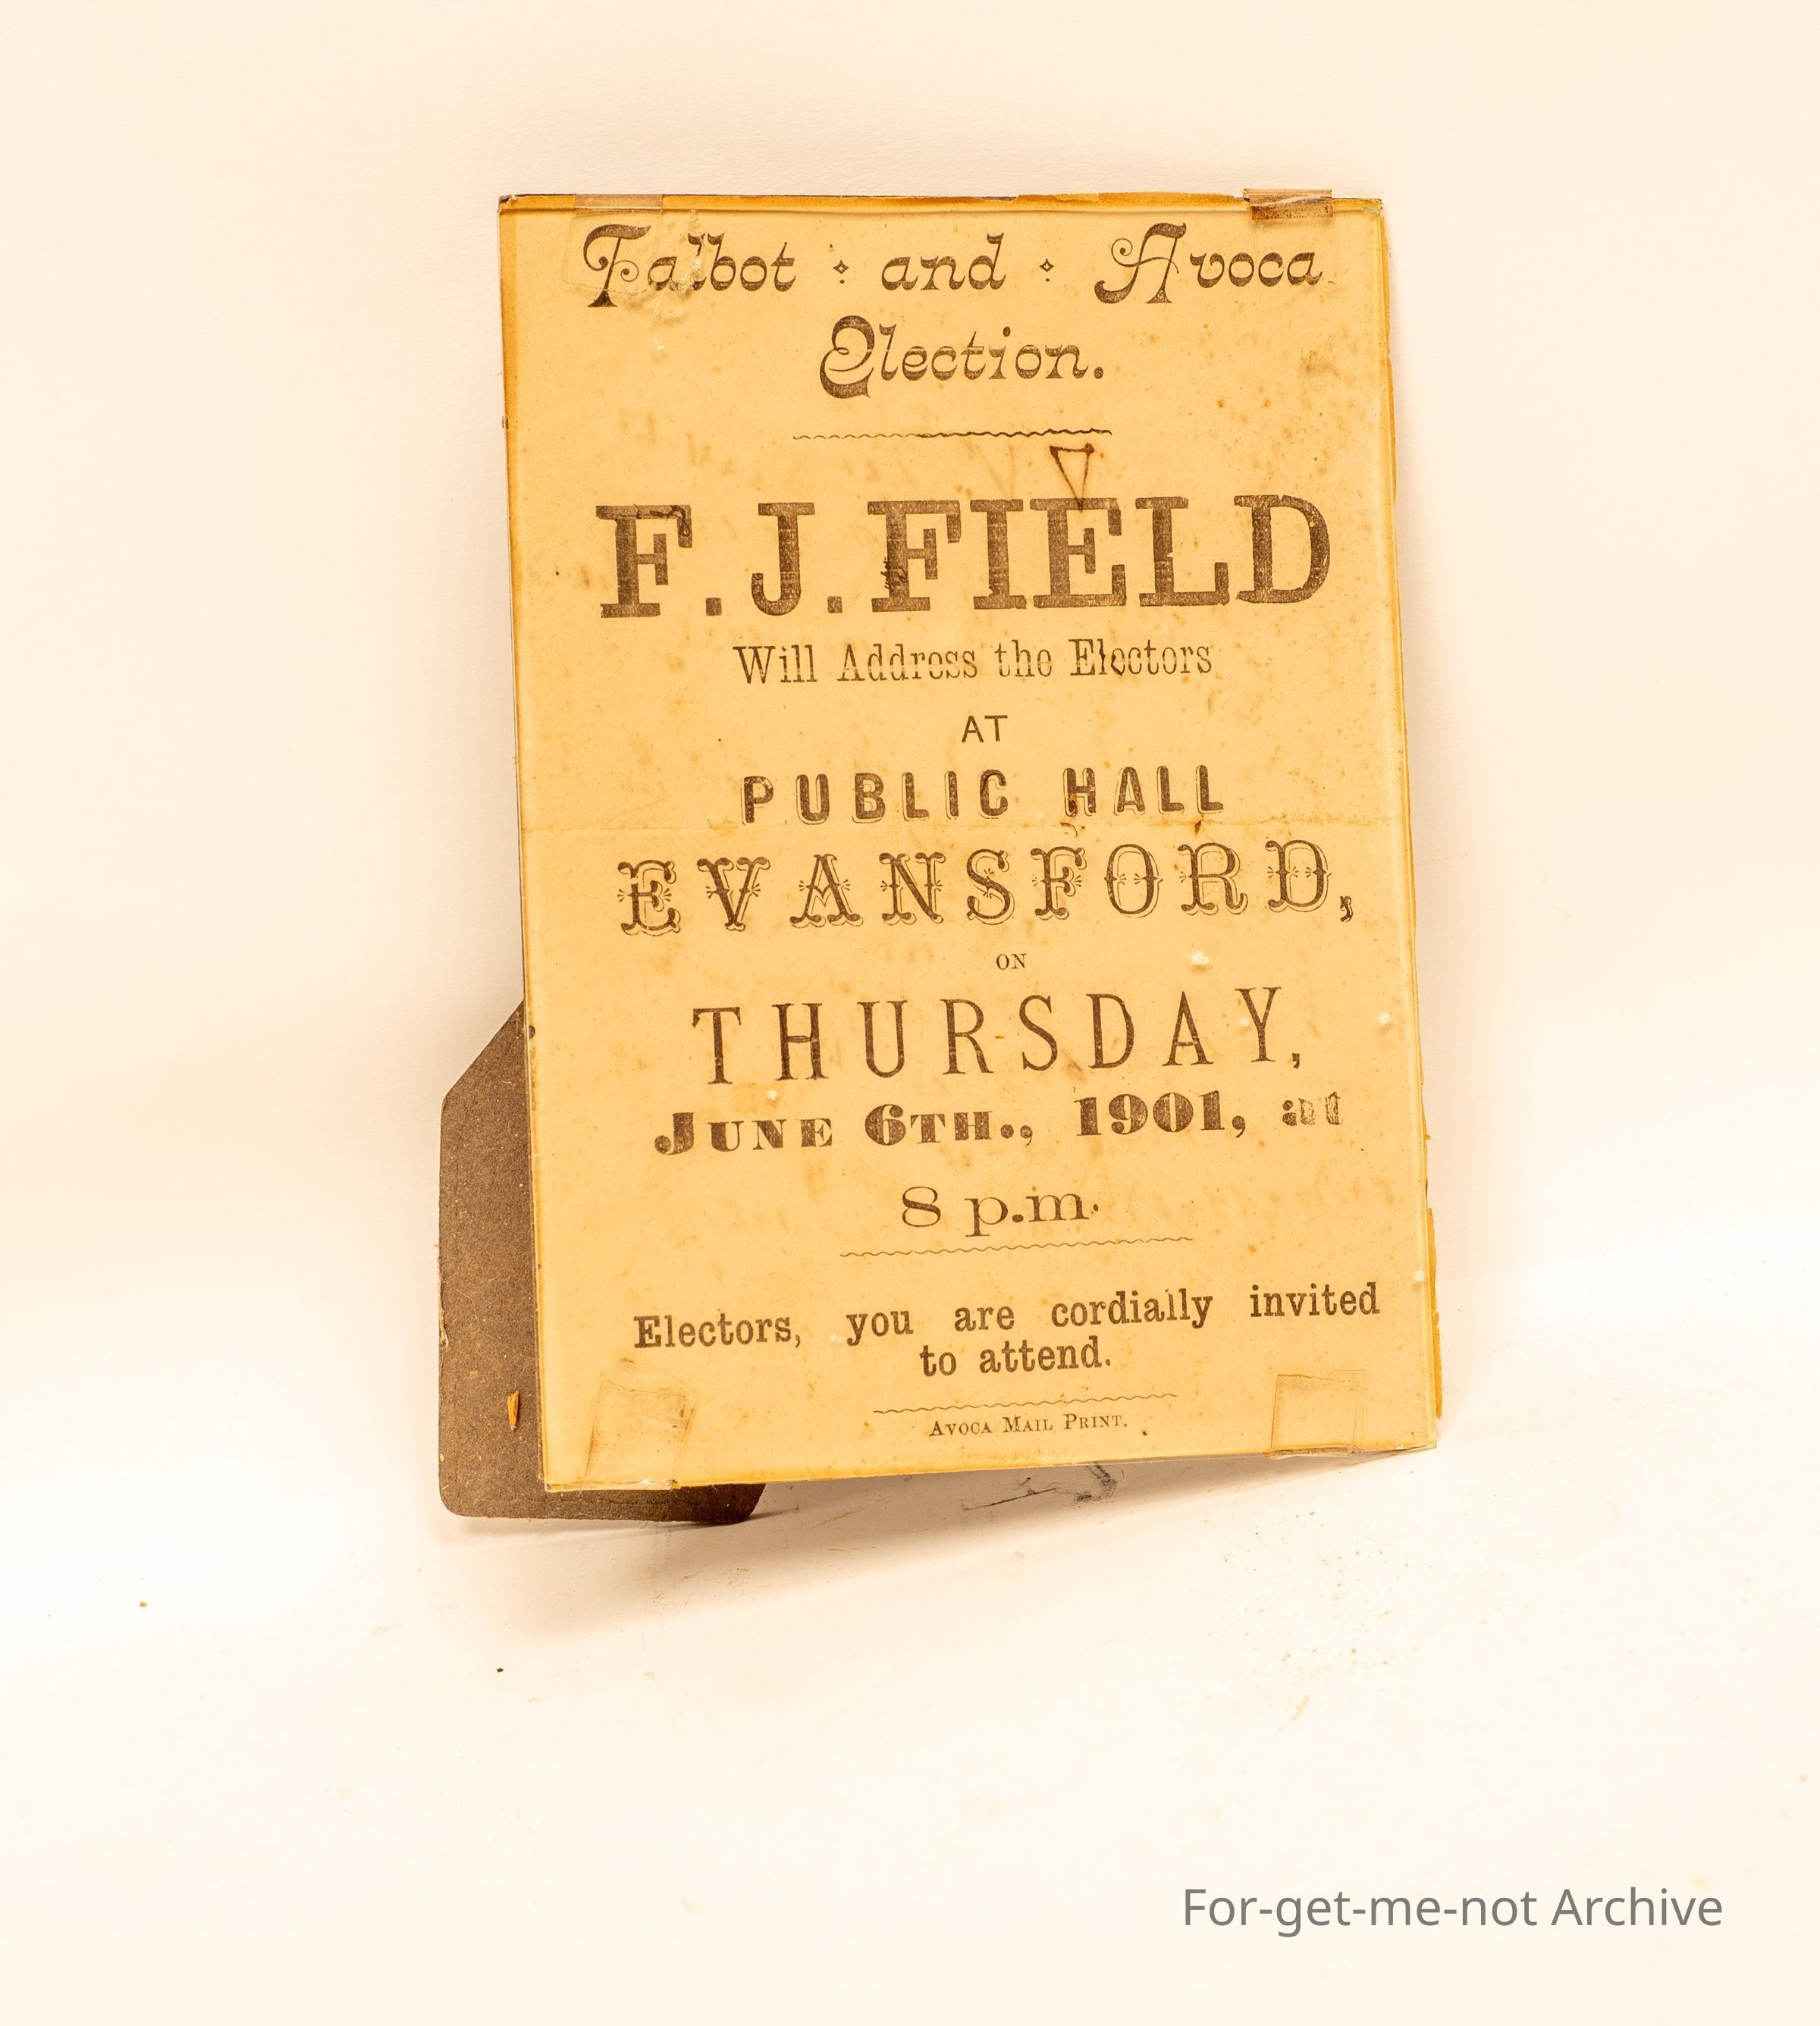 Talbot and Avoca
Election.
F. J. FIELD
Will Address the Electors
AT
PUBLIC HALL
EVANSFORD,
ON
THURSDAY,
JUNE 6TH., 1901, at
8 p.m.
Electors, you are cordially invited
to attend.
AVOCA MAIL PRINT.
For-get-me-not Archive